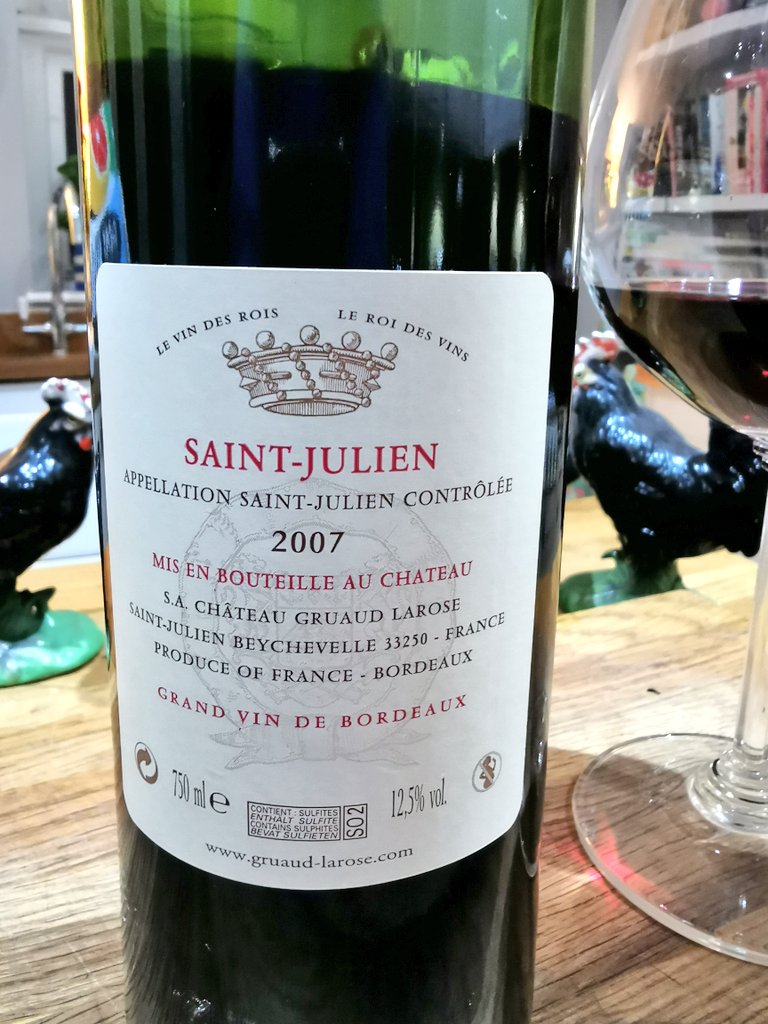 LE VIN DES ROIS LE ROI DES VINS
SAINT-JULIEN
APPELLATION SAINT-JULIEN CONTRÔLÉE
2007
MIS EN BOUTEILLE AU CHATEAU
S.A. CHÂTEAU GRUAUD LAROSE
SAINT-JULIEN BEYCHEVELLE 33250 - FRANCE
PRODUCE OF FRANCE - BORDEAUX
GRAND VIN DE BORDEAUX
750 ml e
CONTIENT : SULFITES
ENTHÄLT SULFITE
CONTAINS SULPHITES
BEVAT SULFIETEN
SO2
12,5% vol.
www.gruaud-larose.com